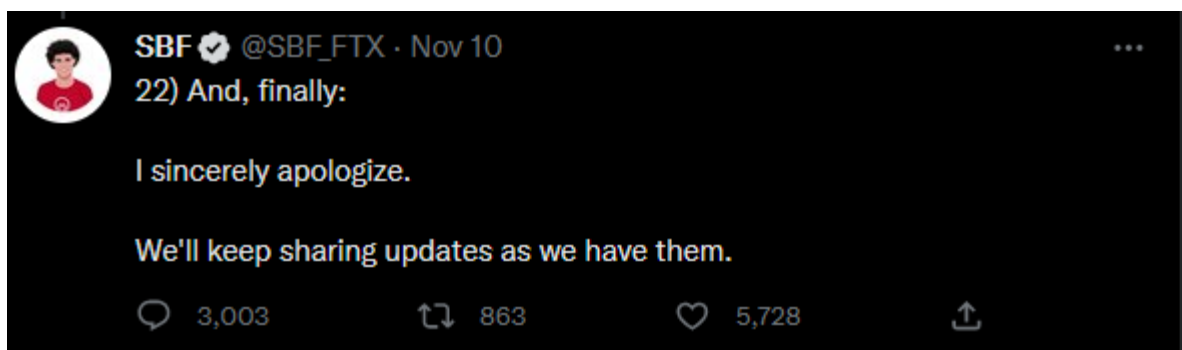 SBF @SBF_FTX · Nov 10
22) And, finally:
I sincerely apologize.
We'll keep sharing updates as we have them.
3,003 863 5,728